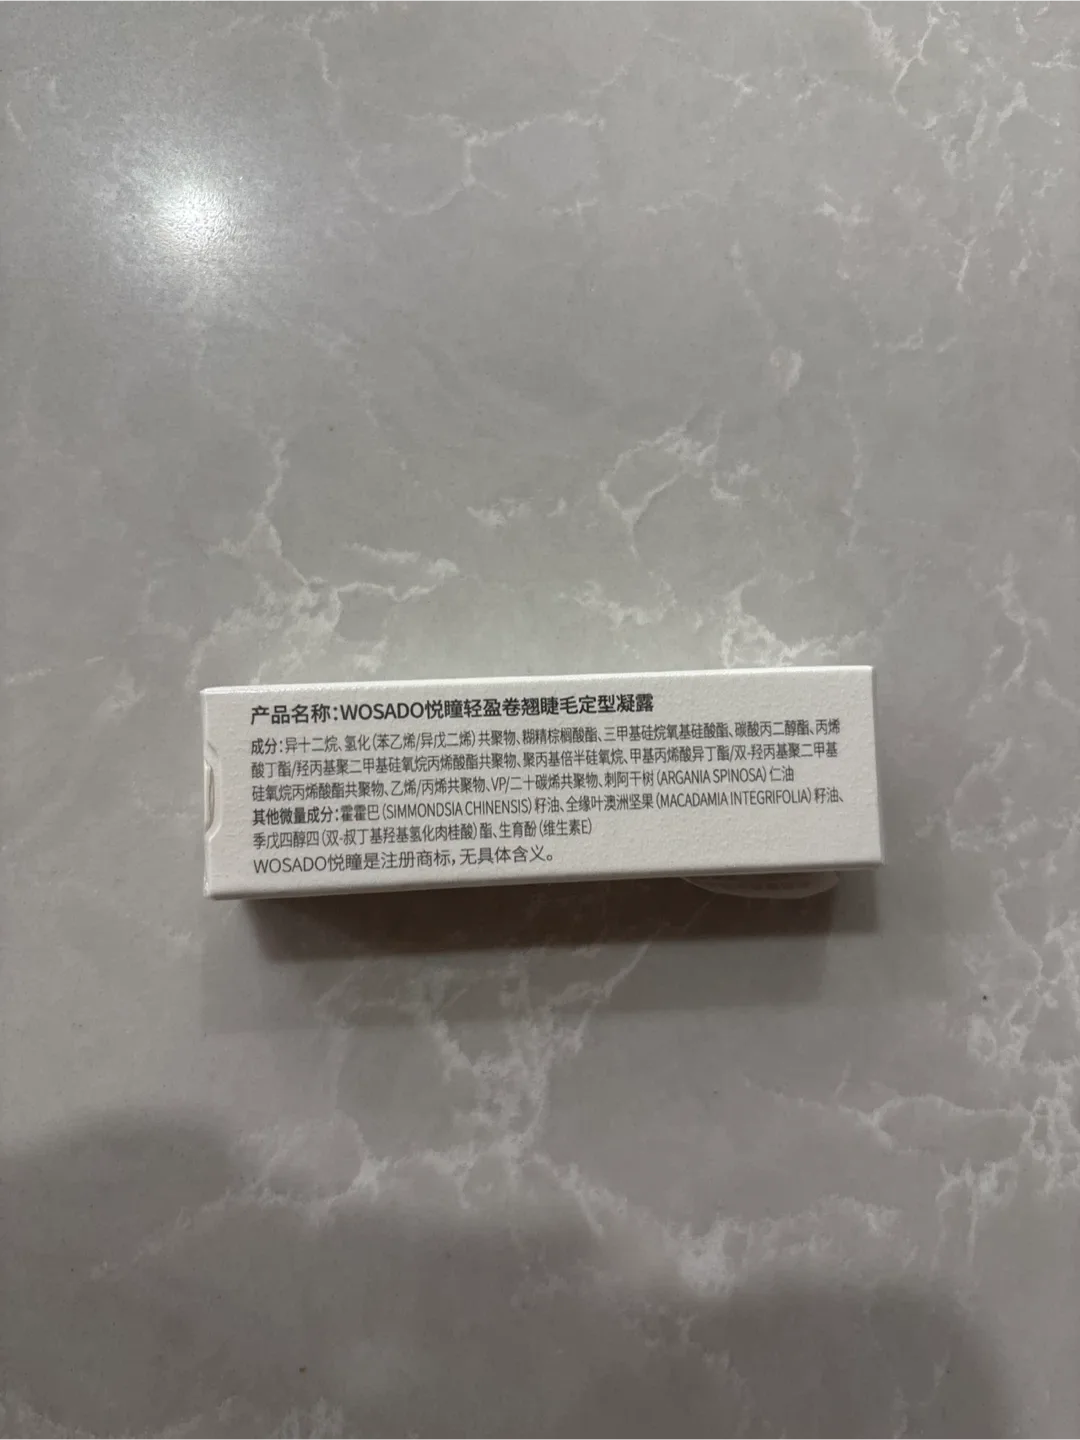 产品名称:WOSADO悦瞳轻盈卷翘睫毛定型凝露
成分:异十二烷、氢化(苯乙烯/异戊二烯)共聚物、糊精棕榈酸酯、三甲基硅烷氧基硅酸酯、碳酸丙二醇酯、丙烯
酸丁酯/羟丙基聚二甲基硅氧烷丙烯酸酯共聚物、聚丙基倍半硅氧烷、甲基丙烯酸异丁酯/双-羟丙基聚二甲基
硅氧烷丙烯酸酯共聚物、乙烯/丙烯共聚物、VP/二十碳烯共聚物、刺阿干树(ARGANIA SPINOSA)仁油
其他微量成分:霍霍巴(SIMMONDSIA CHINENSIS)籽油、全缘叶澳洲坚果(MACADAMIA INTEGRIFOLIA)籽油、
季戊四醇四(双-叔丁基羟基氢化肉桂酸)酯、生育酚(维生素E)
WOSADO悦瞳是注册商标,无具体含义。